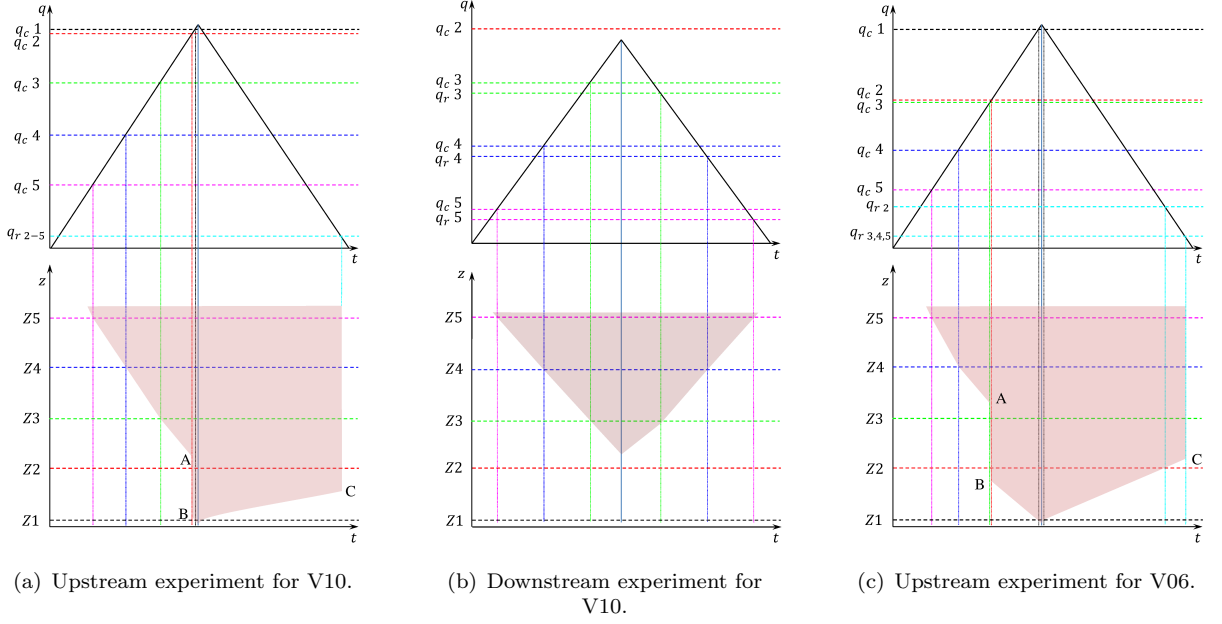 q
q_c 1
q_c 2
q_c 3
q_c 4
q_c 5
q_r 2−5
t
z
Z5
Z4
Z3
Z2
Z1
A
B
C
t
(a) Upstream experiment for V10.
q
q_c 2
q_c 3
q_r 3
q_c 4
q_r 4
q_c 5
q_r 5
t
z
Z5
Z4
Z3
Z2
Z1
t
(b) Downstream experiment for
V10.
q
q_c 1
q_c 2
q_c 3
q_c 4
q_c 5
q_r 2
q_r 3,4,5
t
z
Z5
Z4
A
Z3
Z2
C
B
Z1
t
(c) Upstream experiment for V06.